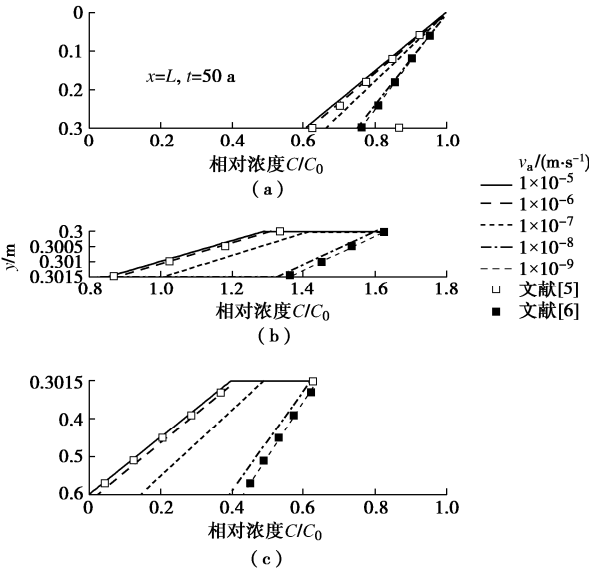 0
0.1
0.2
0.3
x=L, t=50 a
0 0.2 0.4 0.6 0.8 1.0
相对浓度C/C₀
(a)
vₐ/(m·s⁻¹)
1×10⁻⁵
1×10⁻⁶
1×10⁻⁷
1×10⁻⁸
1×10⁻⁹
文献[5]
文献[6]
y/m
0.3
0.3005
0.301
0.3015
0.8 1.0 1.2 1.4 1.6 1.8
相对浓度C/C₀
(b)
0.3015
0.4
0.5
0.6
0 0.2 0.4 0.6 0.8 1.0
相对浓度C/C₀
(c)